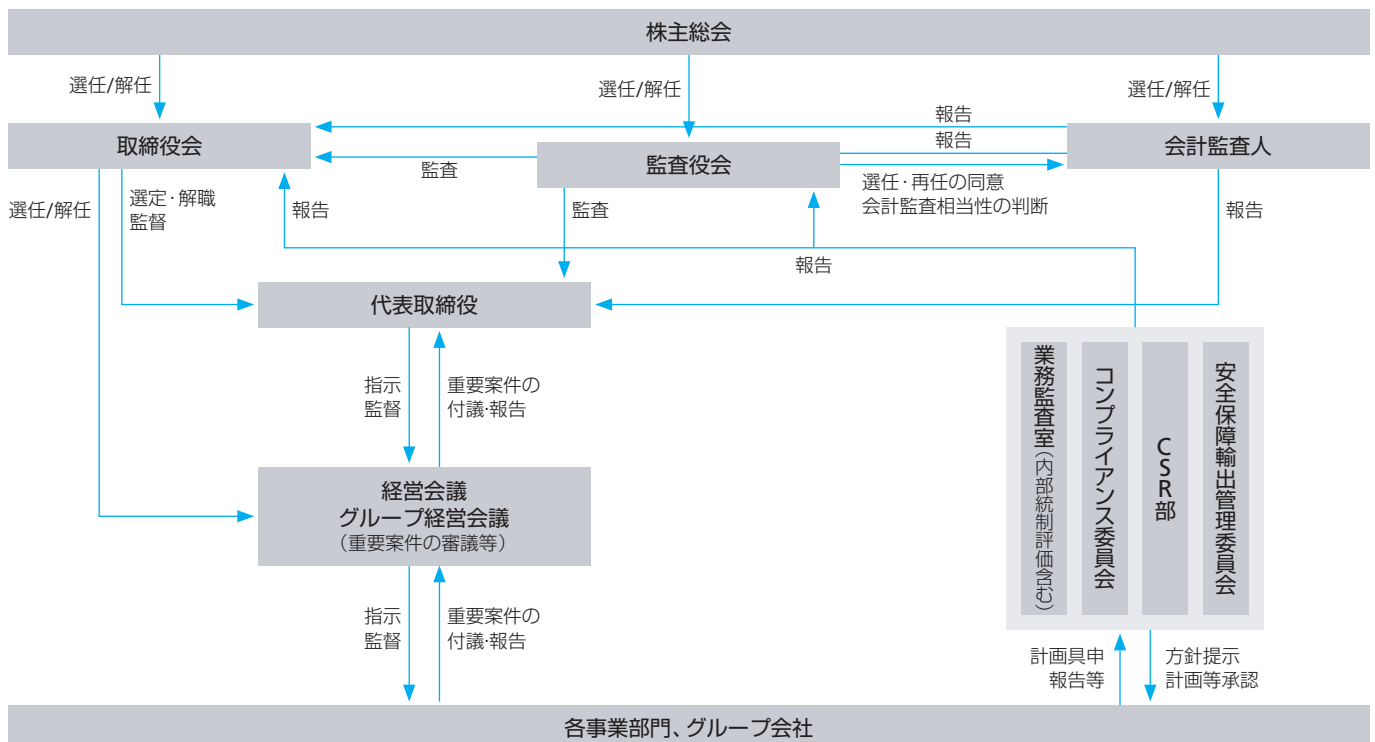 株主総会
選任/解任
選任/解任
選任/解任
取締役会
報告
会計監査人
監査
監査役会
報告
選任・再任の同意
会計監査相当性の判断
選任/解任
選定・解職
監督
報告
監査
報告
報告
代表取締役
指示
監督
重要案件の
付議・報告
業務監査室(内部統制評価含む)
コンプライアンス委員会
CSR部
安全保障輸出管理委員会
経営会議
グループ経営会議
(重要案件の審議等)
指示
監督
重要案件の
付議・報告
計画具申
報告等
方針提示
計画等承認
各事業部門、グループ会社